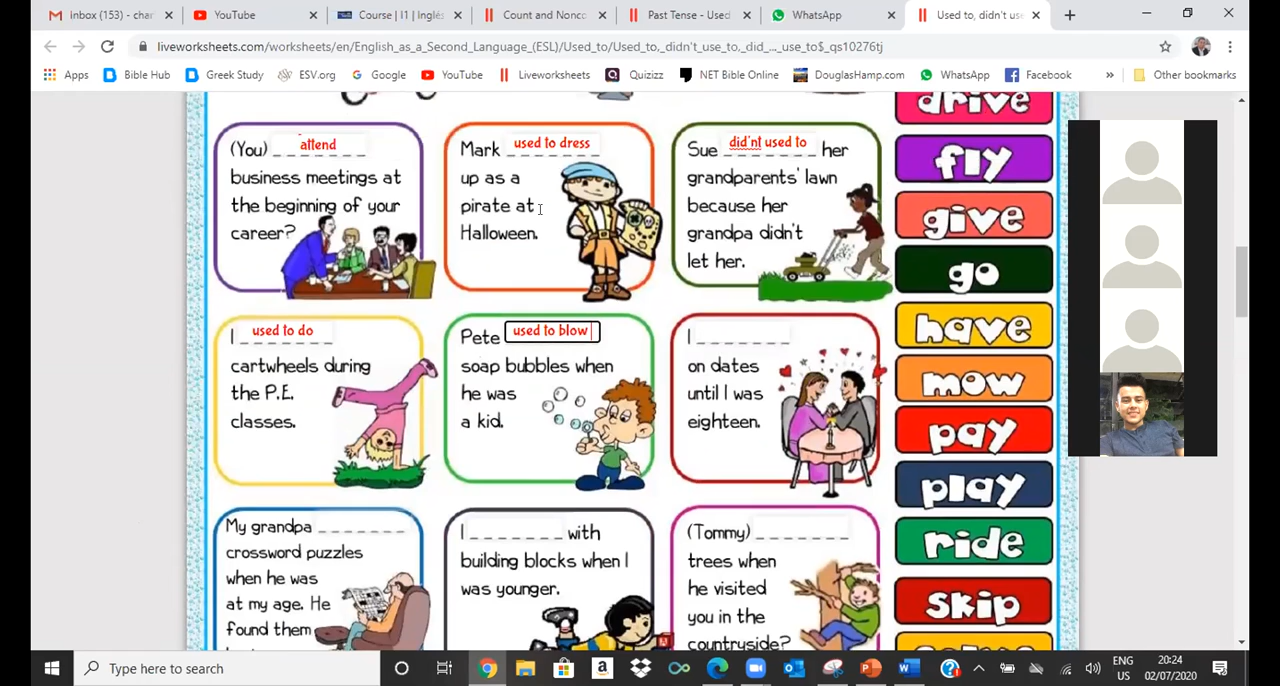 inbox (153) - char
YouTube
Course | I1 | Inglés
Count and Nonco
Past Tense - Used
WhatsApp
Used to, didn't use
liveworksheets.com/worksheets/en/English_as_a_Second_Language_(ESL)/Used_to/Used_to,_didn't_use_to,_did_..._use_to$_qs10276tj
Apps
Bible Hub
Greek Study
ESV.org
Google
YouTube
Liveworksheets
Quizizz
NET Bible Online
DouglasHamp.com
WhatsApp
Facebook
»
Other bookmarks
(You) attend
business meetings at
the beginning of your
career?
Mark used to dress
up as a
pirate at
Halloween.
Sue did'nt used to her
grandparents' lawn
because her
grandpa didn't
let her.
I used to do
cartwheels during
the P.E.
classes.
Pete used to blow
soap bubbles when
he was
a kid.
I _ _ _ _ _ _ _
on dates
until I was
eighteen.
My grandpa _ _ _ _ _ _ _
crossword puzzles
when he was
at my age. He
found them
I _ _ _ _ _ _ _ with
building blocks when I
was younger.
(Tommy) _ _ _ _ _ _ _
trees when
he visited
you in the
countryside?
drive
fly
give
go
have
mow
pay
play
ride
skip
Type here to search
ENG
US
20:24
02/07/2020